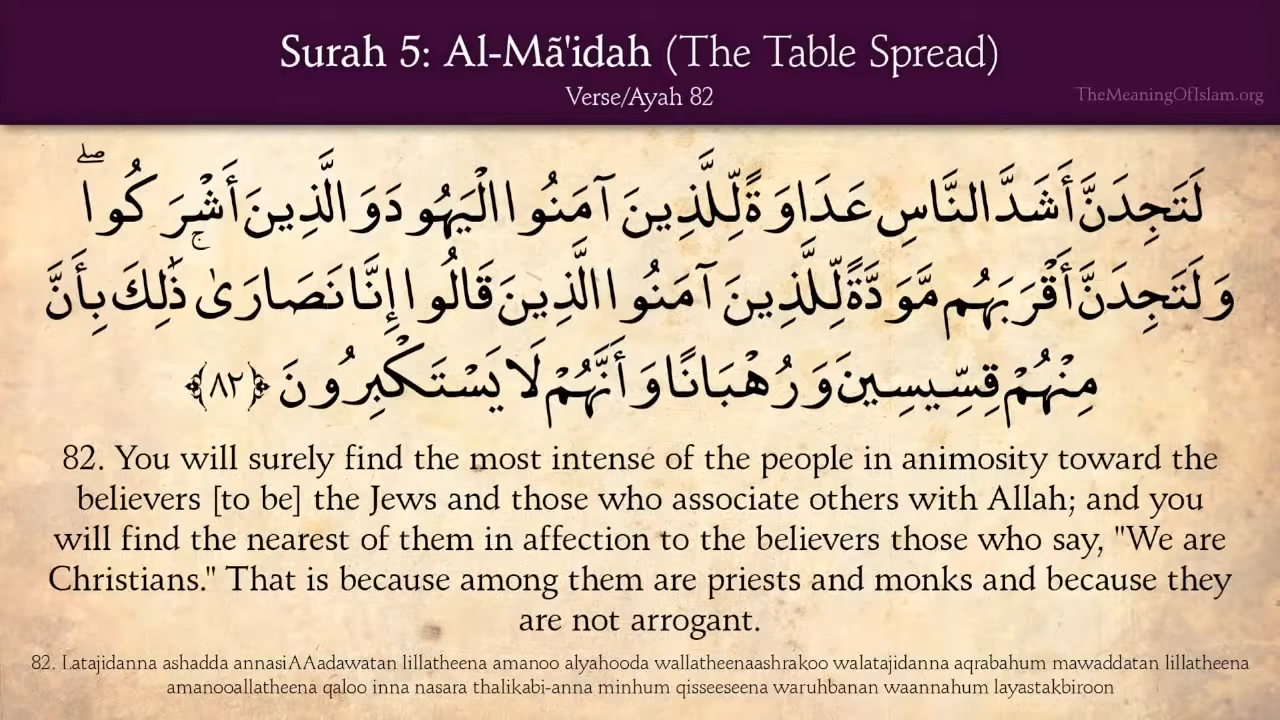 Surah 5: Al-Mã'idah (The Table Spread)
Verse/Ayah 82
TheMeaningOfIslam.org
لَتَجِدَنَّ أَشَدَّ النَّاسِ عَدَاوَةً لِّلَّذِينَ آمَنُوا الْيَهُودَ وَالَّذِينَ أَشْرَكُوا ۖ
وَلَتَجِدَنَّ أَقْرَبَهُم مَّوَدَّةً لِّلَّذِينَ آمَنُوا الَّذِينَ قَالُوا إِنَّا نَصَارَىٰ ۚ ذَٰلِكَ بِأَنَّ
مِنْهُمْ قِسِّيسِينَ وَرُهْبَانًا وَأَنَّهُمْ لَا يَسْتَكْبِرُونَ ﴿٨٢﴾
82. You will surely find the most intense of the people in animosity toward the
believers [to be] the Jews and those who associate others with Allah; and you
will find the nearest of them in affection to the believers those who say, "We are
Christians." That is because among them are priests and monks and because they
are not arrogant.
82. Latajidanna ashadda annasiAAadawatan lillatheena amanoo alyahooda wallatheenaashrakoo walatajidanna aqrabahum mawaddatan lillatheena
amanooallatheena qaloo inna nasara thalikabi-anna minhum qisseeseena waruhbanan waannahum layastakbiroon